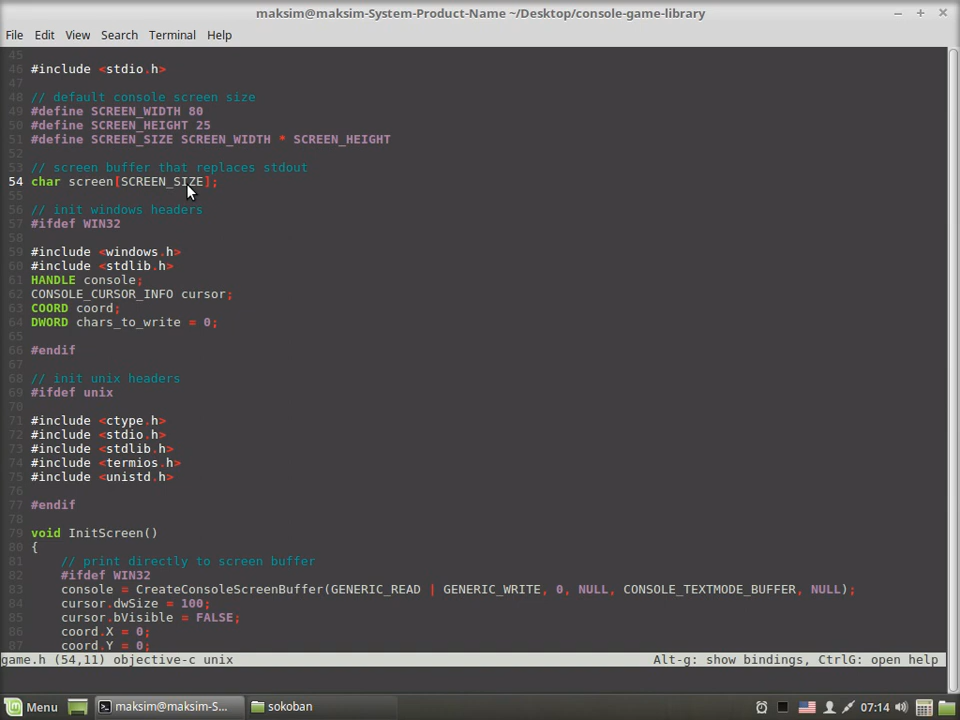 maksim@maksim-System-Product-Name ~/Desktop/console-game-library
File Edit View Search Terminal Help
45
46 #include <stdio.h>
47
48 // default console screen size
49 #define SCREEN_WIDTH 80
50 #define SCREEN_HEIGHT 25
51 #define SCREEN_SIZE SCREEN_WIDTH * SCREEN_HEIGHT
52
53 // screen buffer that replaces stdout
54 char screen[SCREEN_SIZE];
55
56 // init windows headers
57 #ifdef WIN32
58
59 #include <windows.h>
60 #include <stdlib.h>
61 HANDLE console;
62 CONSOLE_CURSOR_INFO cursor;
63 COORD coord;
64 DWORD chars_to_write = 0;
65
66 #endif
67
68 // init unix headers
69 #ifdef unix
70
71 #include <ctype.h>
72 #include <stdio.h>
73 #include <stdlib.h>
74 #include <termios.h>
75 #include <unistd.h>
76
77 #endif
78
79 void InitScreen()
80 {
81     // print directly to screen buffer
82     #ifdef WIN32
83     console = CreateConsoleScreenBuffer(GENERIC_READ | GENERIC_WRITE, 0, NULL, CONSOLE_TEXTMODE_BUFFER, NULL);
84     cursor.dwSize = 100;
85     cursor.bVisible = FALSE;
86     coord.X = 0;
87     coord.Y = 0;
game.h (54,11) objective-c unix Alt-g: show bindings, CtrlG: open help
Menu maksim@maksim-S... sokoban 07:14